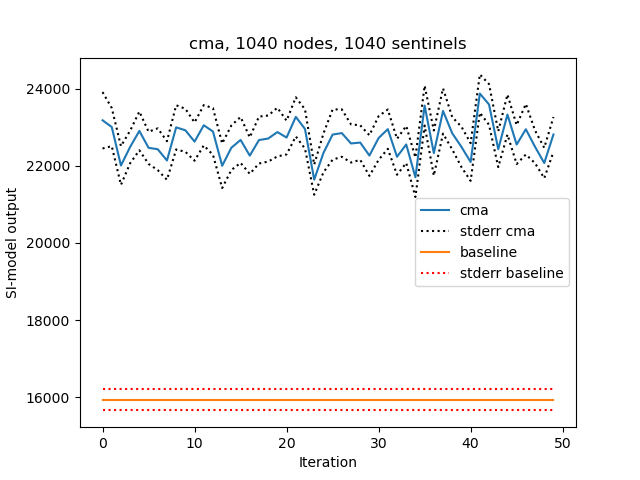 cma, 1040 nodes, 1040 sentinels
SI-model output
24000
22000
20000
18000
16000
cma
stderr cma
baseline
stderr baseline
0 10 20 30 40 50
Iteration